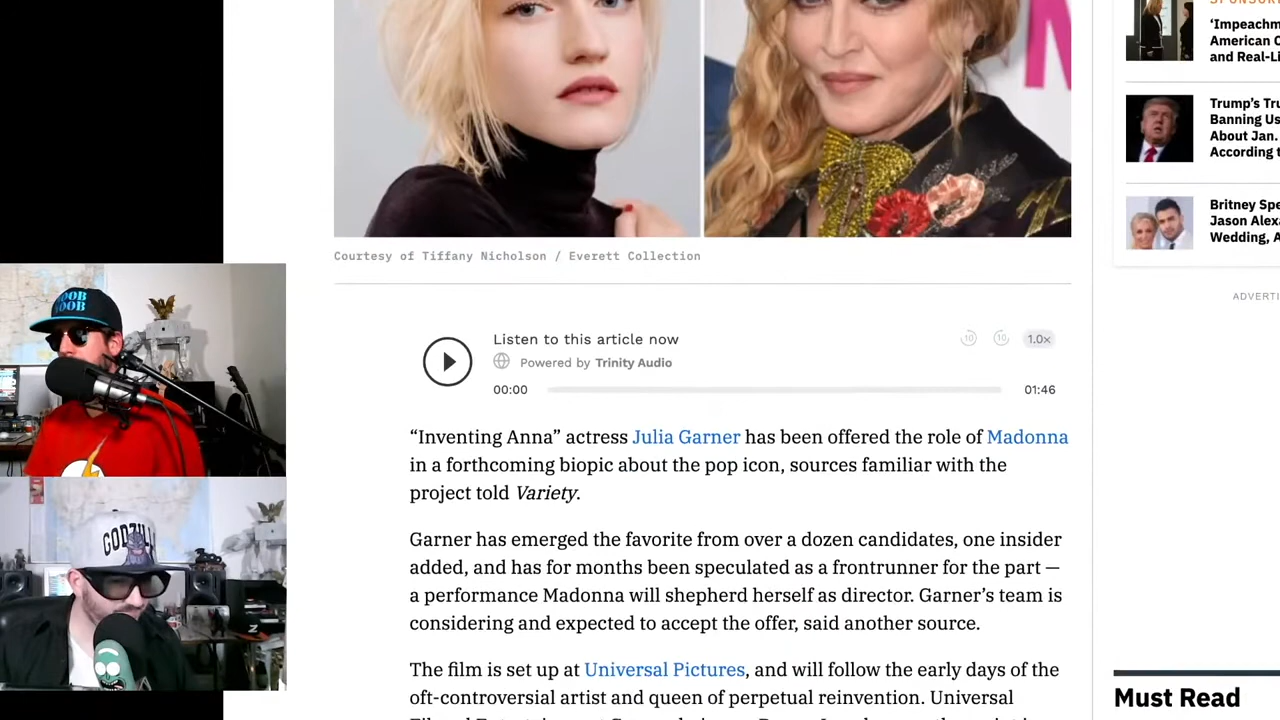 ‘Impeachm
American C
and Real-Li
Trump’s Tru
Banning Us
About Jan.
According t
Britney Spe
Jason Alex
Wedding, A
ADVERTI
Courtesy of Tiffany Nicholson / Everett Collection
Listen to this article now
Powered by Trinity Audio
10
10
1.0x
00:00
01:46
“Inventing Anna” actress Julia Garner has been offered the role of Madonna
in a forthcoming biopic about the pop icon, sources familiar with the
project told Variety.
Garner has emerged the favorite from over a dozen candidates, one insider
added, and has for months been speculated as a frontrunner for the part —
a performance Madonna will shepherd herself as director. Garner’s team is
considering and expected to accept the offer, said another source.
The film is set up at Universal Pictures, and will follow the early days of the
oft-controversial artist and queen of perpetual reinvention. Universal
Must Read